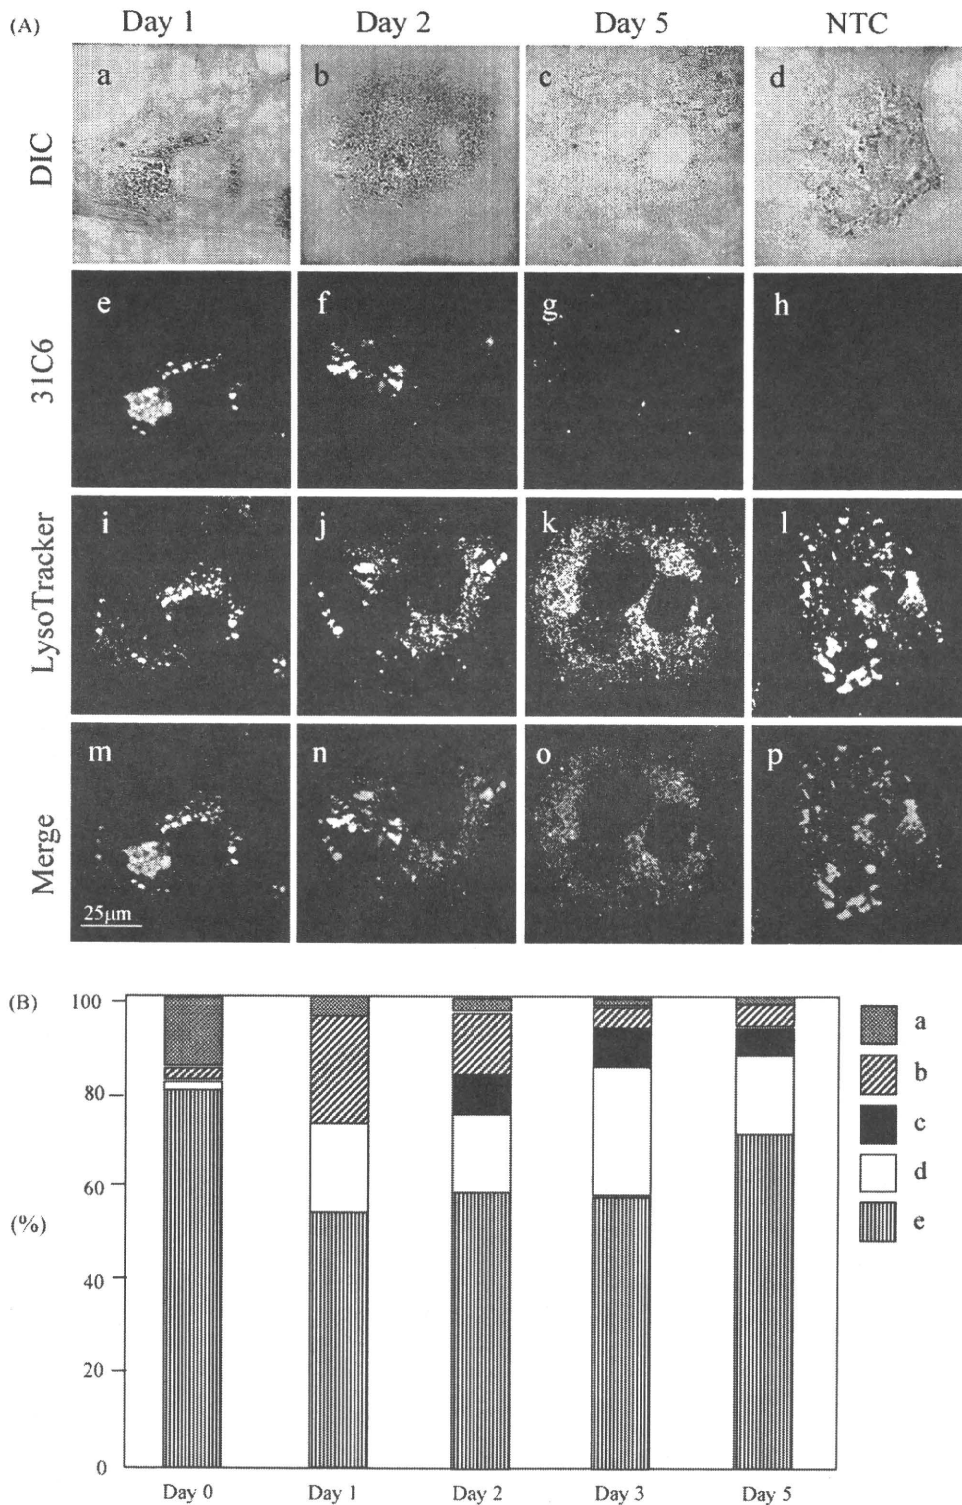 (A) Day 1 Day 2 Day 5 NTC
DIC a b c d
31C6 e f g h
LysoTracker i j k l
Merge m n o p
25μm
(B)
100
80
60
(%)
40
20
0
Day 0 Day 1 Day 2 Day 3 Day 5
a
b
c
d
e